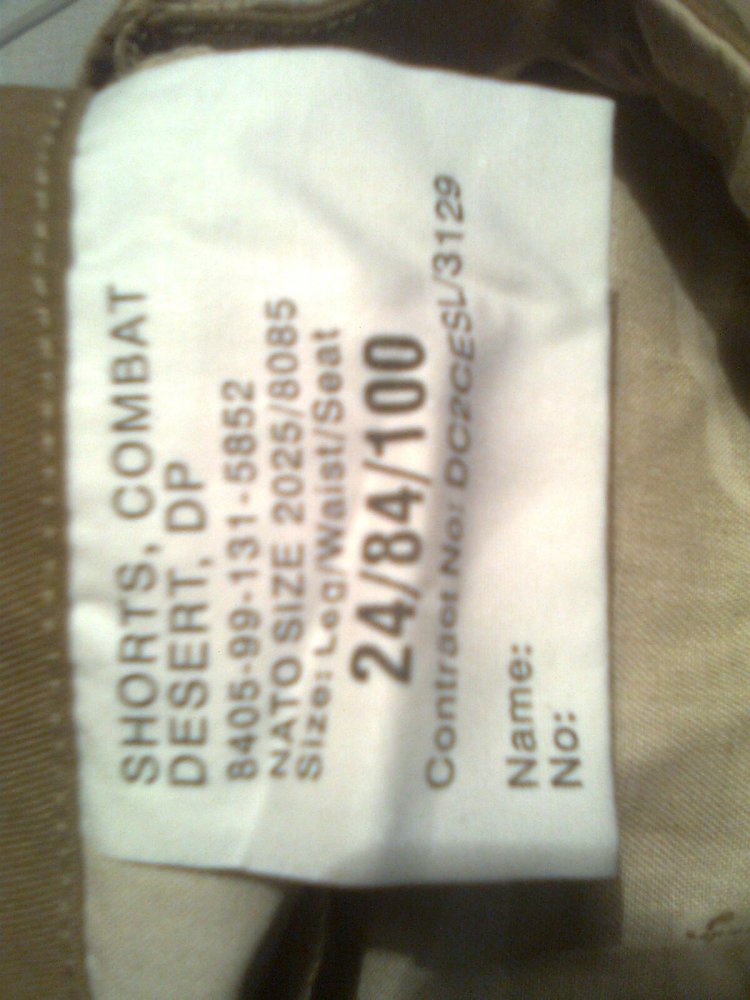 SHORTS, COMBAT
DESERT, DP
8405-99-131-5852
NATO SIZE 2025/8085
Size: Leg/Waist/Seat
24/84/100
Contract No: DC2CESL/3129
Name:
No: